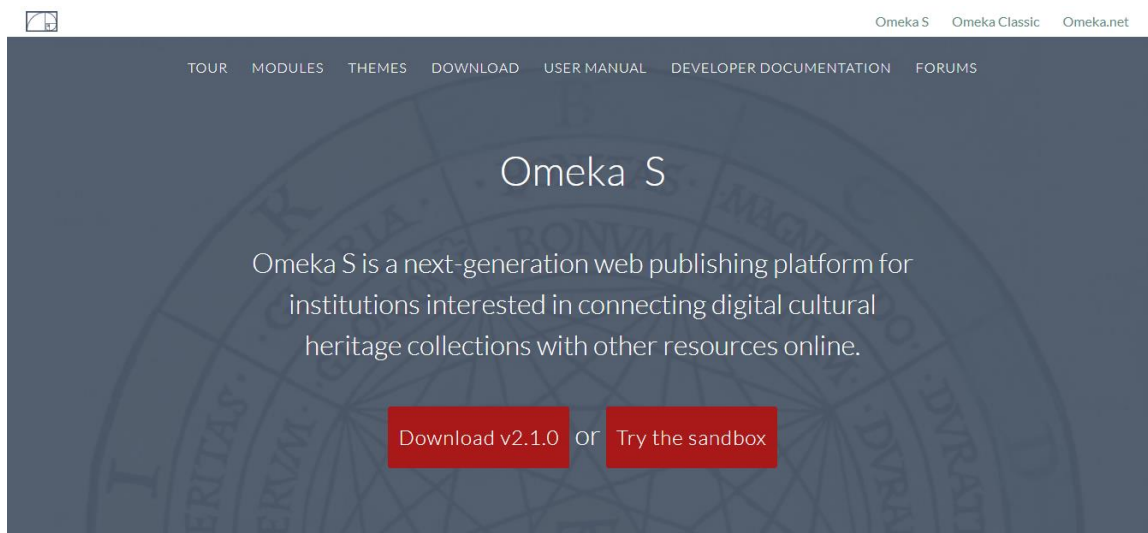 Omeka S Omeka Classic Omeka.net
TOUR MODULES THEMES DOWNLOAD USER MANUAL DEVELOPER DOCUMENTATION FORUMS
Omeka S
Omeka S is a next-generation web publishing platform for
institutions interested in connecting digital cultural
heritage collections with other resources online.
Download v2.1.0 or Try the sandbox
BONVM
MAGN